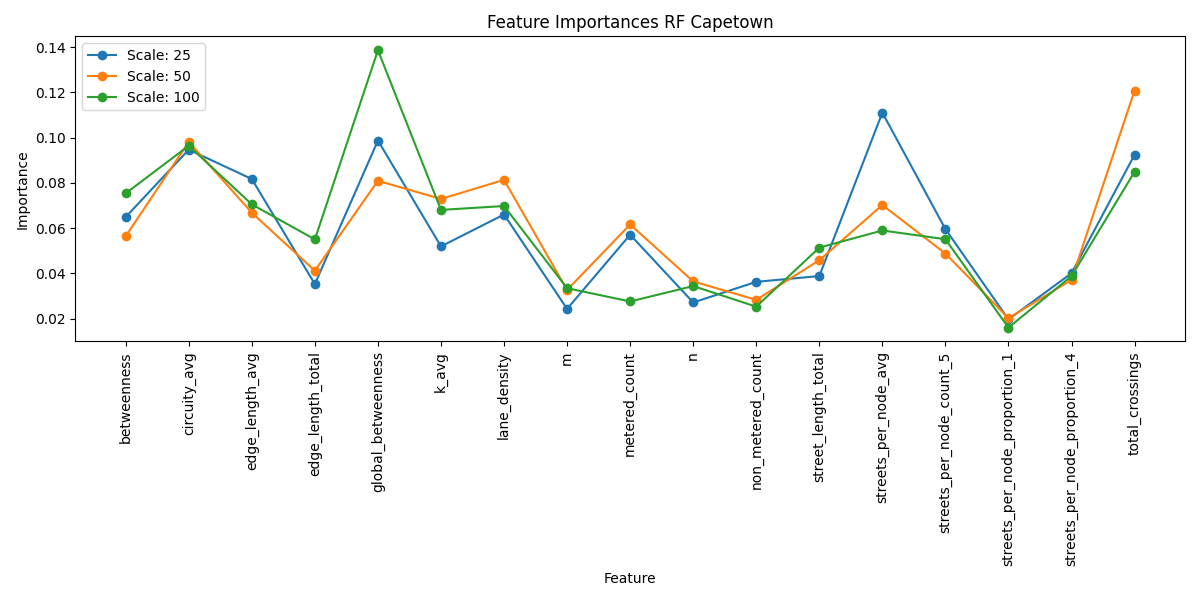 Feature Importances RF Capetown
Scale: 25
Scale: 50
Scale: 100
Importance
0.14
0.12
0.10
0.08
0.06
0.04
0.02
betweenness
circuity_avg
edge_length_avg
edge_length_total
global_betweenness
k_avg
lane_density
m
metered_count
n
non_metered_count
street_length_total
streets_per_node_avg
streets_per_node_count_5
streets_per_node_proportion_1
streets_per_node_proportion_4
total_crossings
Feature